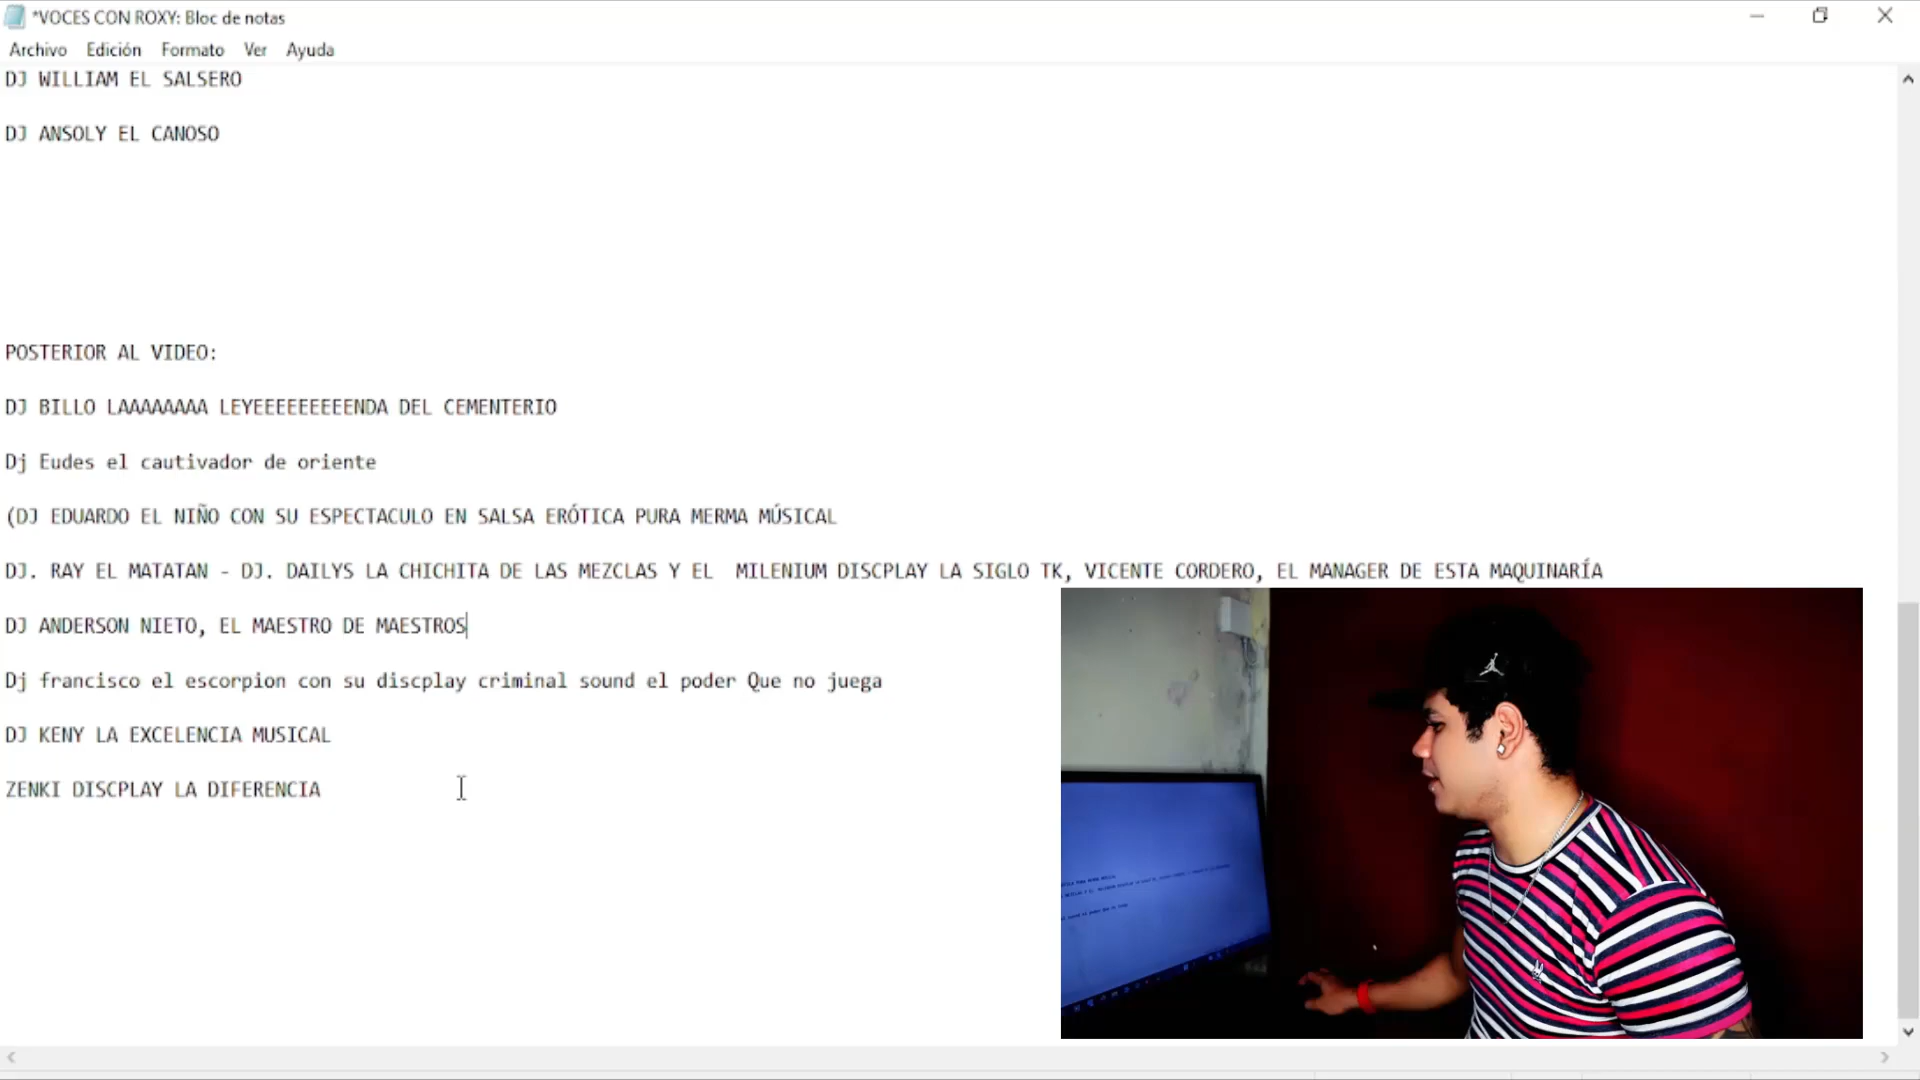 *VOCES CON ROXY: Bloc de notas
Archivo Edición Formato Ver Ayuda
DJ WILLIAM EL SALSERO
DJ ANSOLY EL CANOSO
POSTERIOR AL VIDEO:
DJ BILLO LAAAAAAAA LEYEEEEEEEEEENDA DEL CEMENTERIO
Dj Eudes el cautivador de oriente
(DJ EDUARDO EL NIÑO CON SU ESPECTACULO EN SALSA ERÓTICA PURA MERMA MÚSICAL
DJ. RAY EL MATATAN - DJ. DAILYS LA CHICHITA DE LAS MEZCLAS Y EL  MILENIUM DISCPLAY LA SIGLO TK, VICENTE CORDERO, EL MANAGER DE ESTA MAQUINARÍA
DJ ANDERSON NIETO, EL MAESTRO DE MAESTROS
Dj francisco el escorpion con su discplay criminal sound el poder Que no juega
DJ KENY LA EXCELENCIA MUSICAL
ZENKI DISCPLAY LA DIFERENCIA